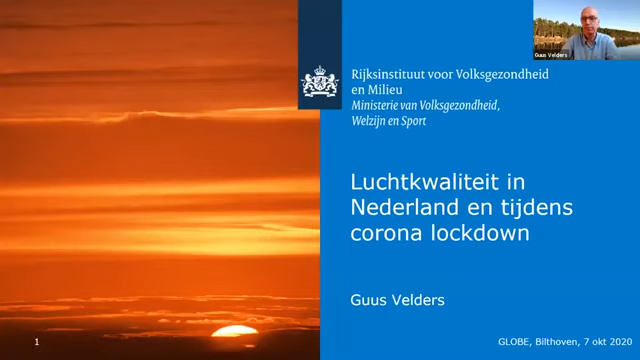 Guus Velders
Rijksinstituut voor Volksgezondheid
en Milieu
Ministerie van Volksgezondheid,
Welzijn en Sport
Luchtkwaliteit in
Nederland en tijdens
corona lockdown
Guus Velders
1
GLOBE, Bilthoven, 7 okt 2020